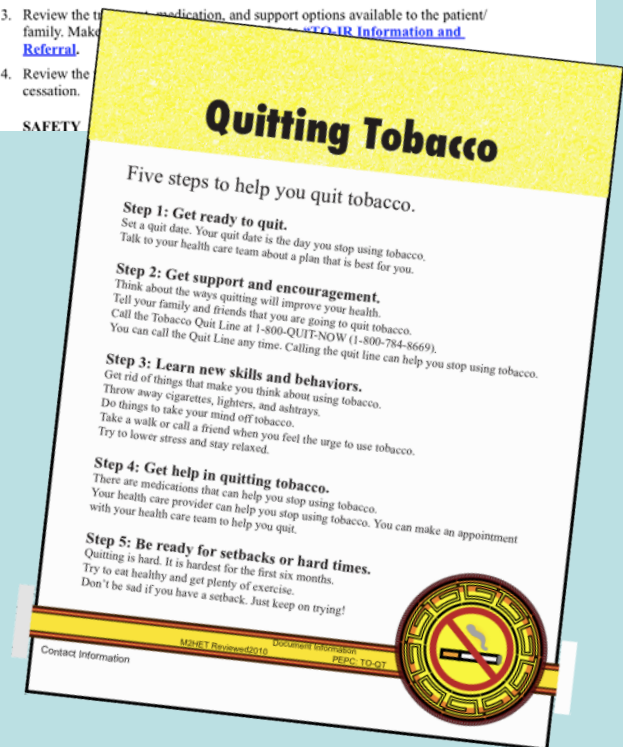 3. Review the medication, and support options available to the patient/
family. Make "TO-IR Information and
Referral.
4. Review the
cessation.
SAFETY
Quitting Tobacco
Five steps to help you quit tobacco.
Step 1: Get ready to quit.
Set a quit date. Your quit date is the day you stop using tobacco.
Talk to your health care team about a plan that is best for you.
Step 2: Get support and encouragement.
Think about the ways quitting will improve your health.
Tell your family and friends that you are going to quit tobacco.
Call the Tobacco Quit Line at 1-800-QUIT-NOW (1-800-784-8669).
You can call the Quit Line any time. Calling the quit line can help you stop using tobacco.
Step 3: Learn new skills and behaviors.
Get rid of things that make you think about using tobacco.
Throw away cigarettes, lighters, and ashtrays.
Do things to take your mind off tobacco.
Take a walk or call a friend when you feel the urge to use tobacco.
Try to lower stress and stay relaxed.
Step 4: Get help in quitting tobacco.
There are medications that can help you stop using tobacco.
Your health care provider can help you stop using tobacco. You can make an appointment
with your health care team to help you quit.
Step 5: Be ready for setbacks or hard times.
Quitting is hard. It is hardest for the first six months.
Try to eat healthy and get plenty of exercise.
Don't be sad if you have a setback. Just keep on trying!
M2HET Reviewed2010
Document Information
PEPC: TO-QT
Contact Information